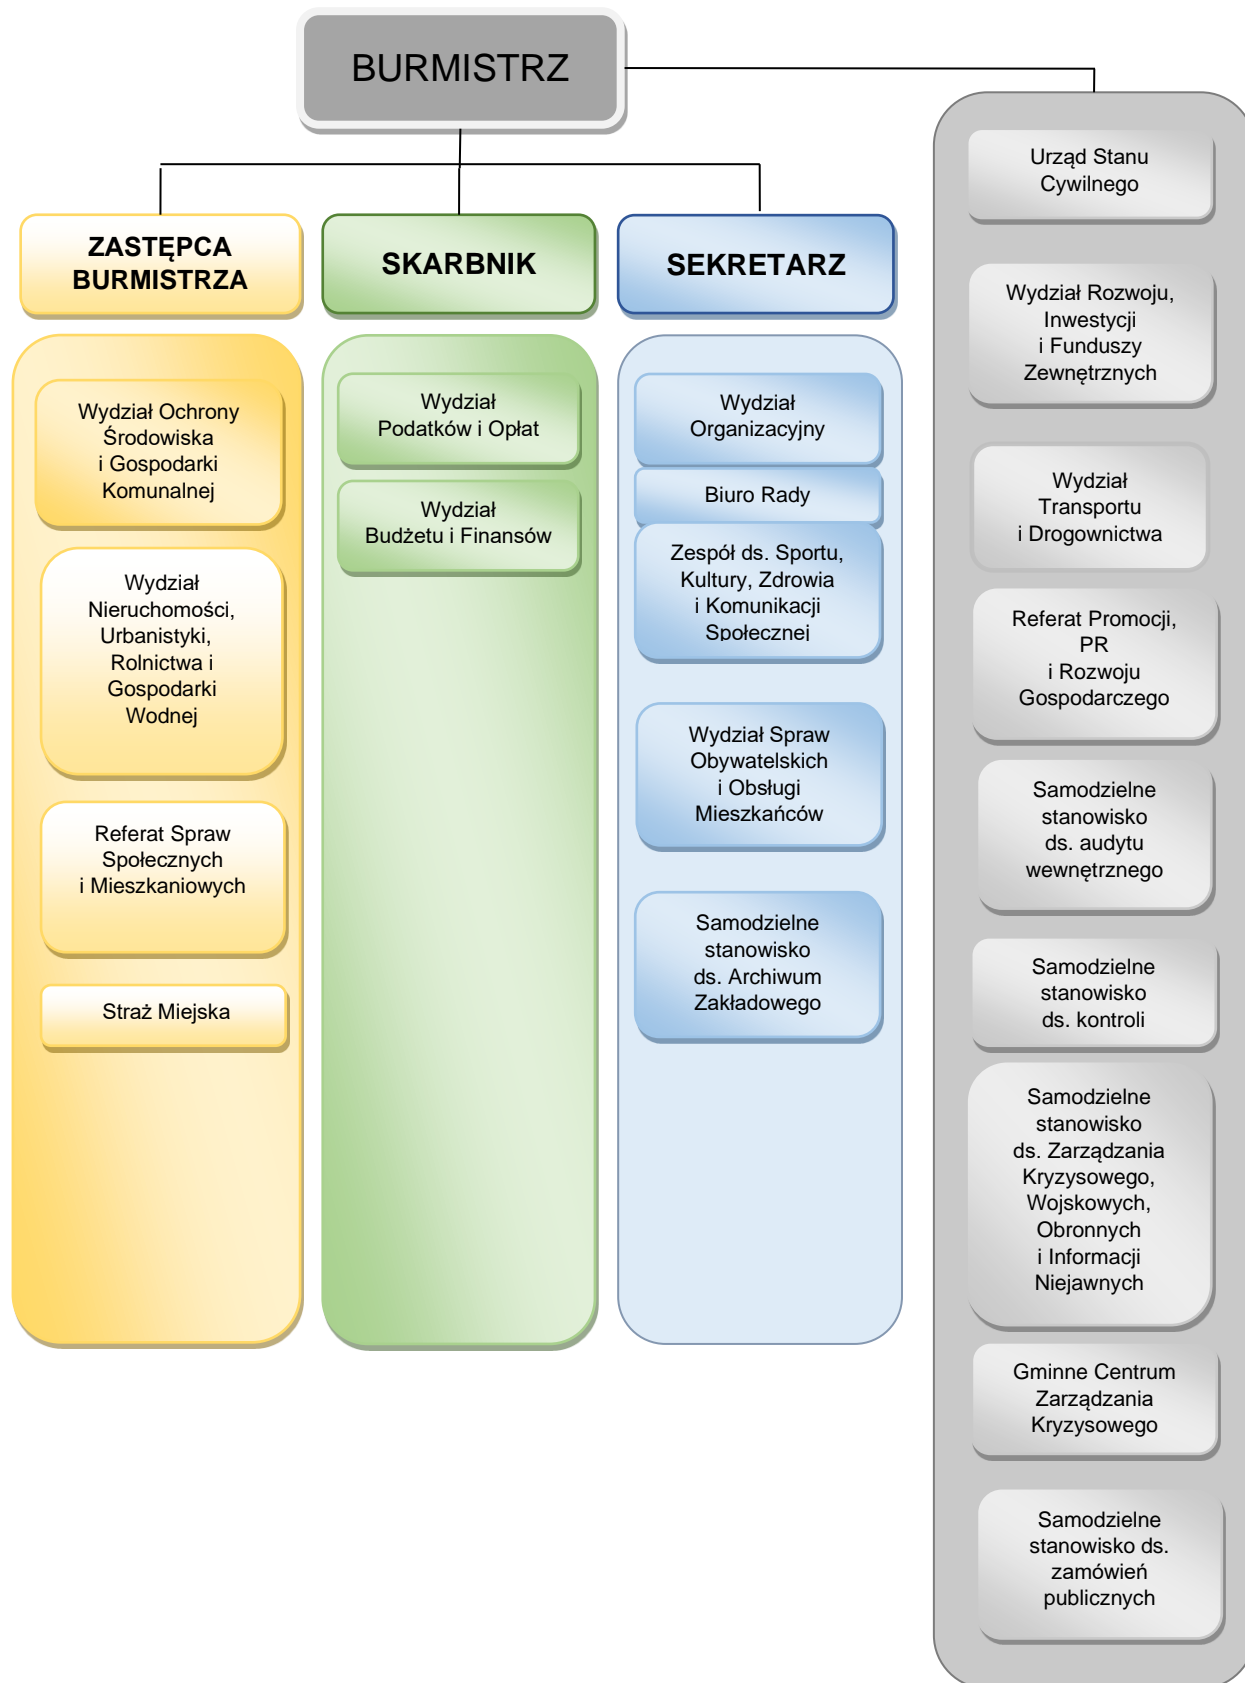 BURMISTRZ
ZASTĘPCA
BURMISTRZA
Wydział Ochrony
Środowiska
i Gospodarki
Komunalnej
Wydział
Nieruchomości,
Urbanistyki,
Rolnictwa i
Gospodarki
Wodnej
Referat Spraw
Społecznych
i Mieszkaniowych
Straż Miejska
SKARBNIK
Wydział
Podatków i Opłat
Wydział
Budżetu i Finansów
SEKRETARZ
Wydział
Organizacyjny
Biuro Rady
Zespół ds. Sportu,
Kultury, Zdrowia
i Komunikacji
Społecznej
Wydział Spraw
Obywatelskich
i Obsługi
Mieszkańców
Samodzielne
stanowisko
ds. Archiwum
Zakładowego
Urząd Stanu
Cywilnego
Wydział Rozwoju,
Inwestycji
i Funduszy
Zewnętrznych
Wydział
Transportu
i Drogownictwa
Referat Promocji,
PR
i Rozwoju
Gospodarczego
Samodzielne
stanowisko
ds. audytu
wewnętrznego
Samodzielne
stanowisko
ds. kontroli
Samodzielne
stanowisko
ds. Zarządzania
Kryzysowego,
Wojskowych,
Obronnych
i Informacji
Niejawnych
Gminne Centrum
Zarządzania
Kryzysowego
Samodzielne
stanowisko ds.
zamówień
publicznych